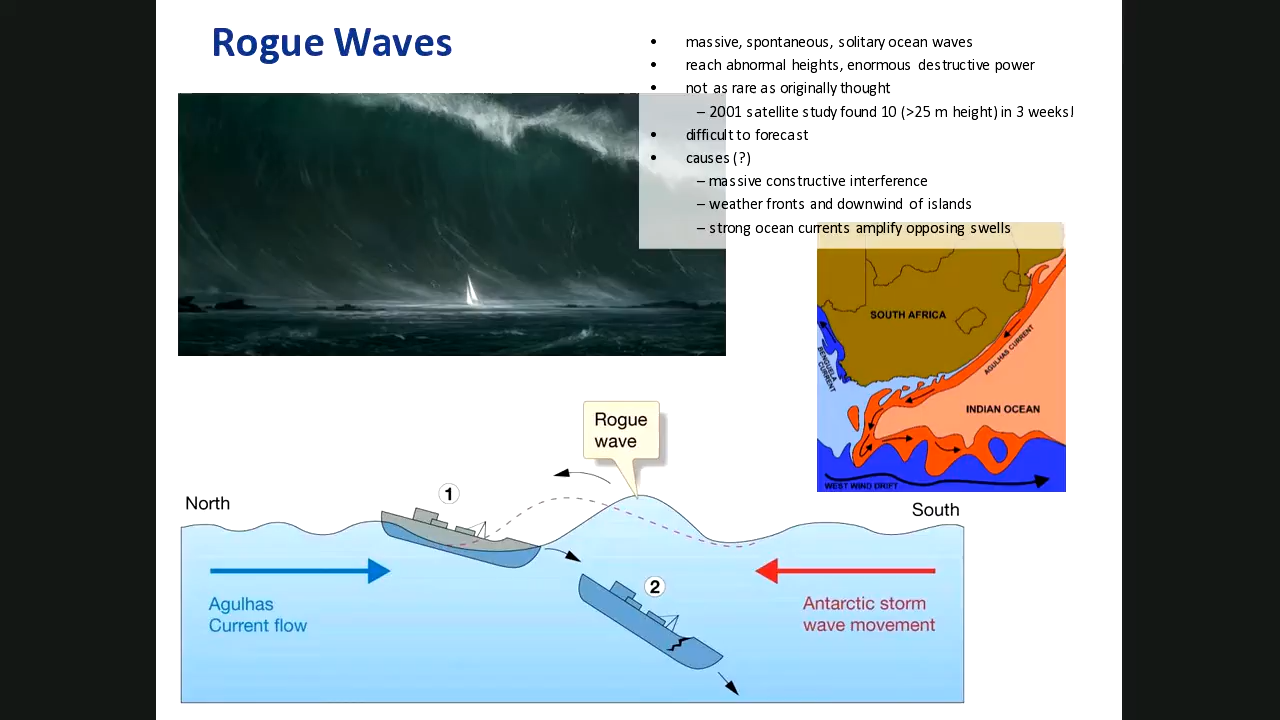 Rogue Waves
• massive, spontaneous, solitary ocean waves
• reach abnormal heights, enormous destructive power
• not as rare as originally thought
– 2001 satellite study found 10 (>25 m height) in 3 weeks!
• difficult to forecast
• causes (?)
– massive constructive interference
– weather fronts and downwind of islands
– strong ocean currents amplify opposing swells
SOUTH AFRICA
BENGUELA
CURRENT
AGULHAS CURRENT
INDIAN OCEAN
WEST WIND DRIFT
Rogue
wave
North
1
South
2
Agulhas
Current flow
Antarctic storm
wave movement